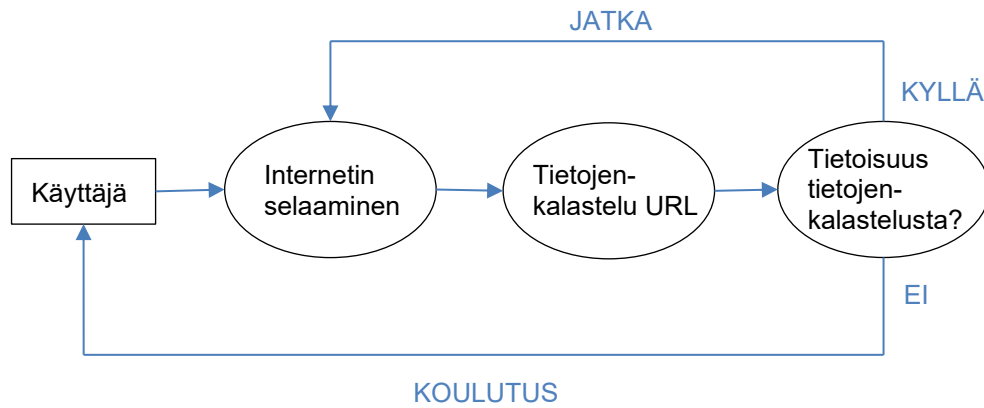 JATKA
KYLLÄ
Käyttäjä
Internetin
selaaminen
Tietojen-
kalastelu URL
Tietoisuus
tietojen-
kalastelusta?
EI
KOULUTUS